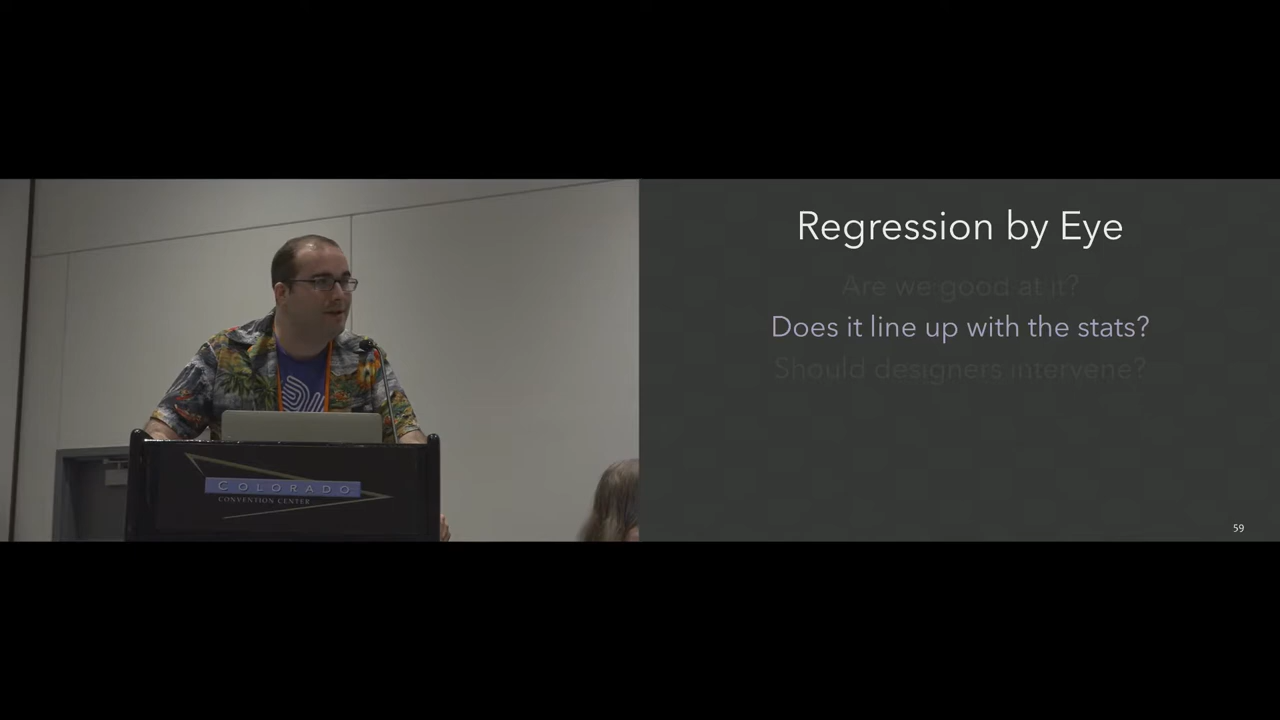 Regression by Eye
Are we good at it?
Does it line up with the stats?
Should designers intervene?
59
COLORADO
CONVENTION CENTER